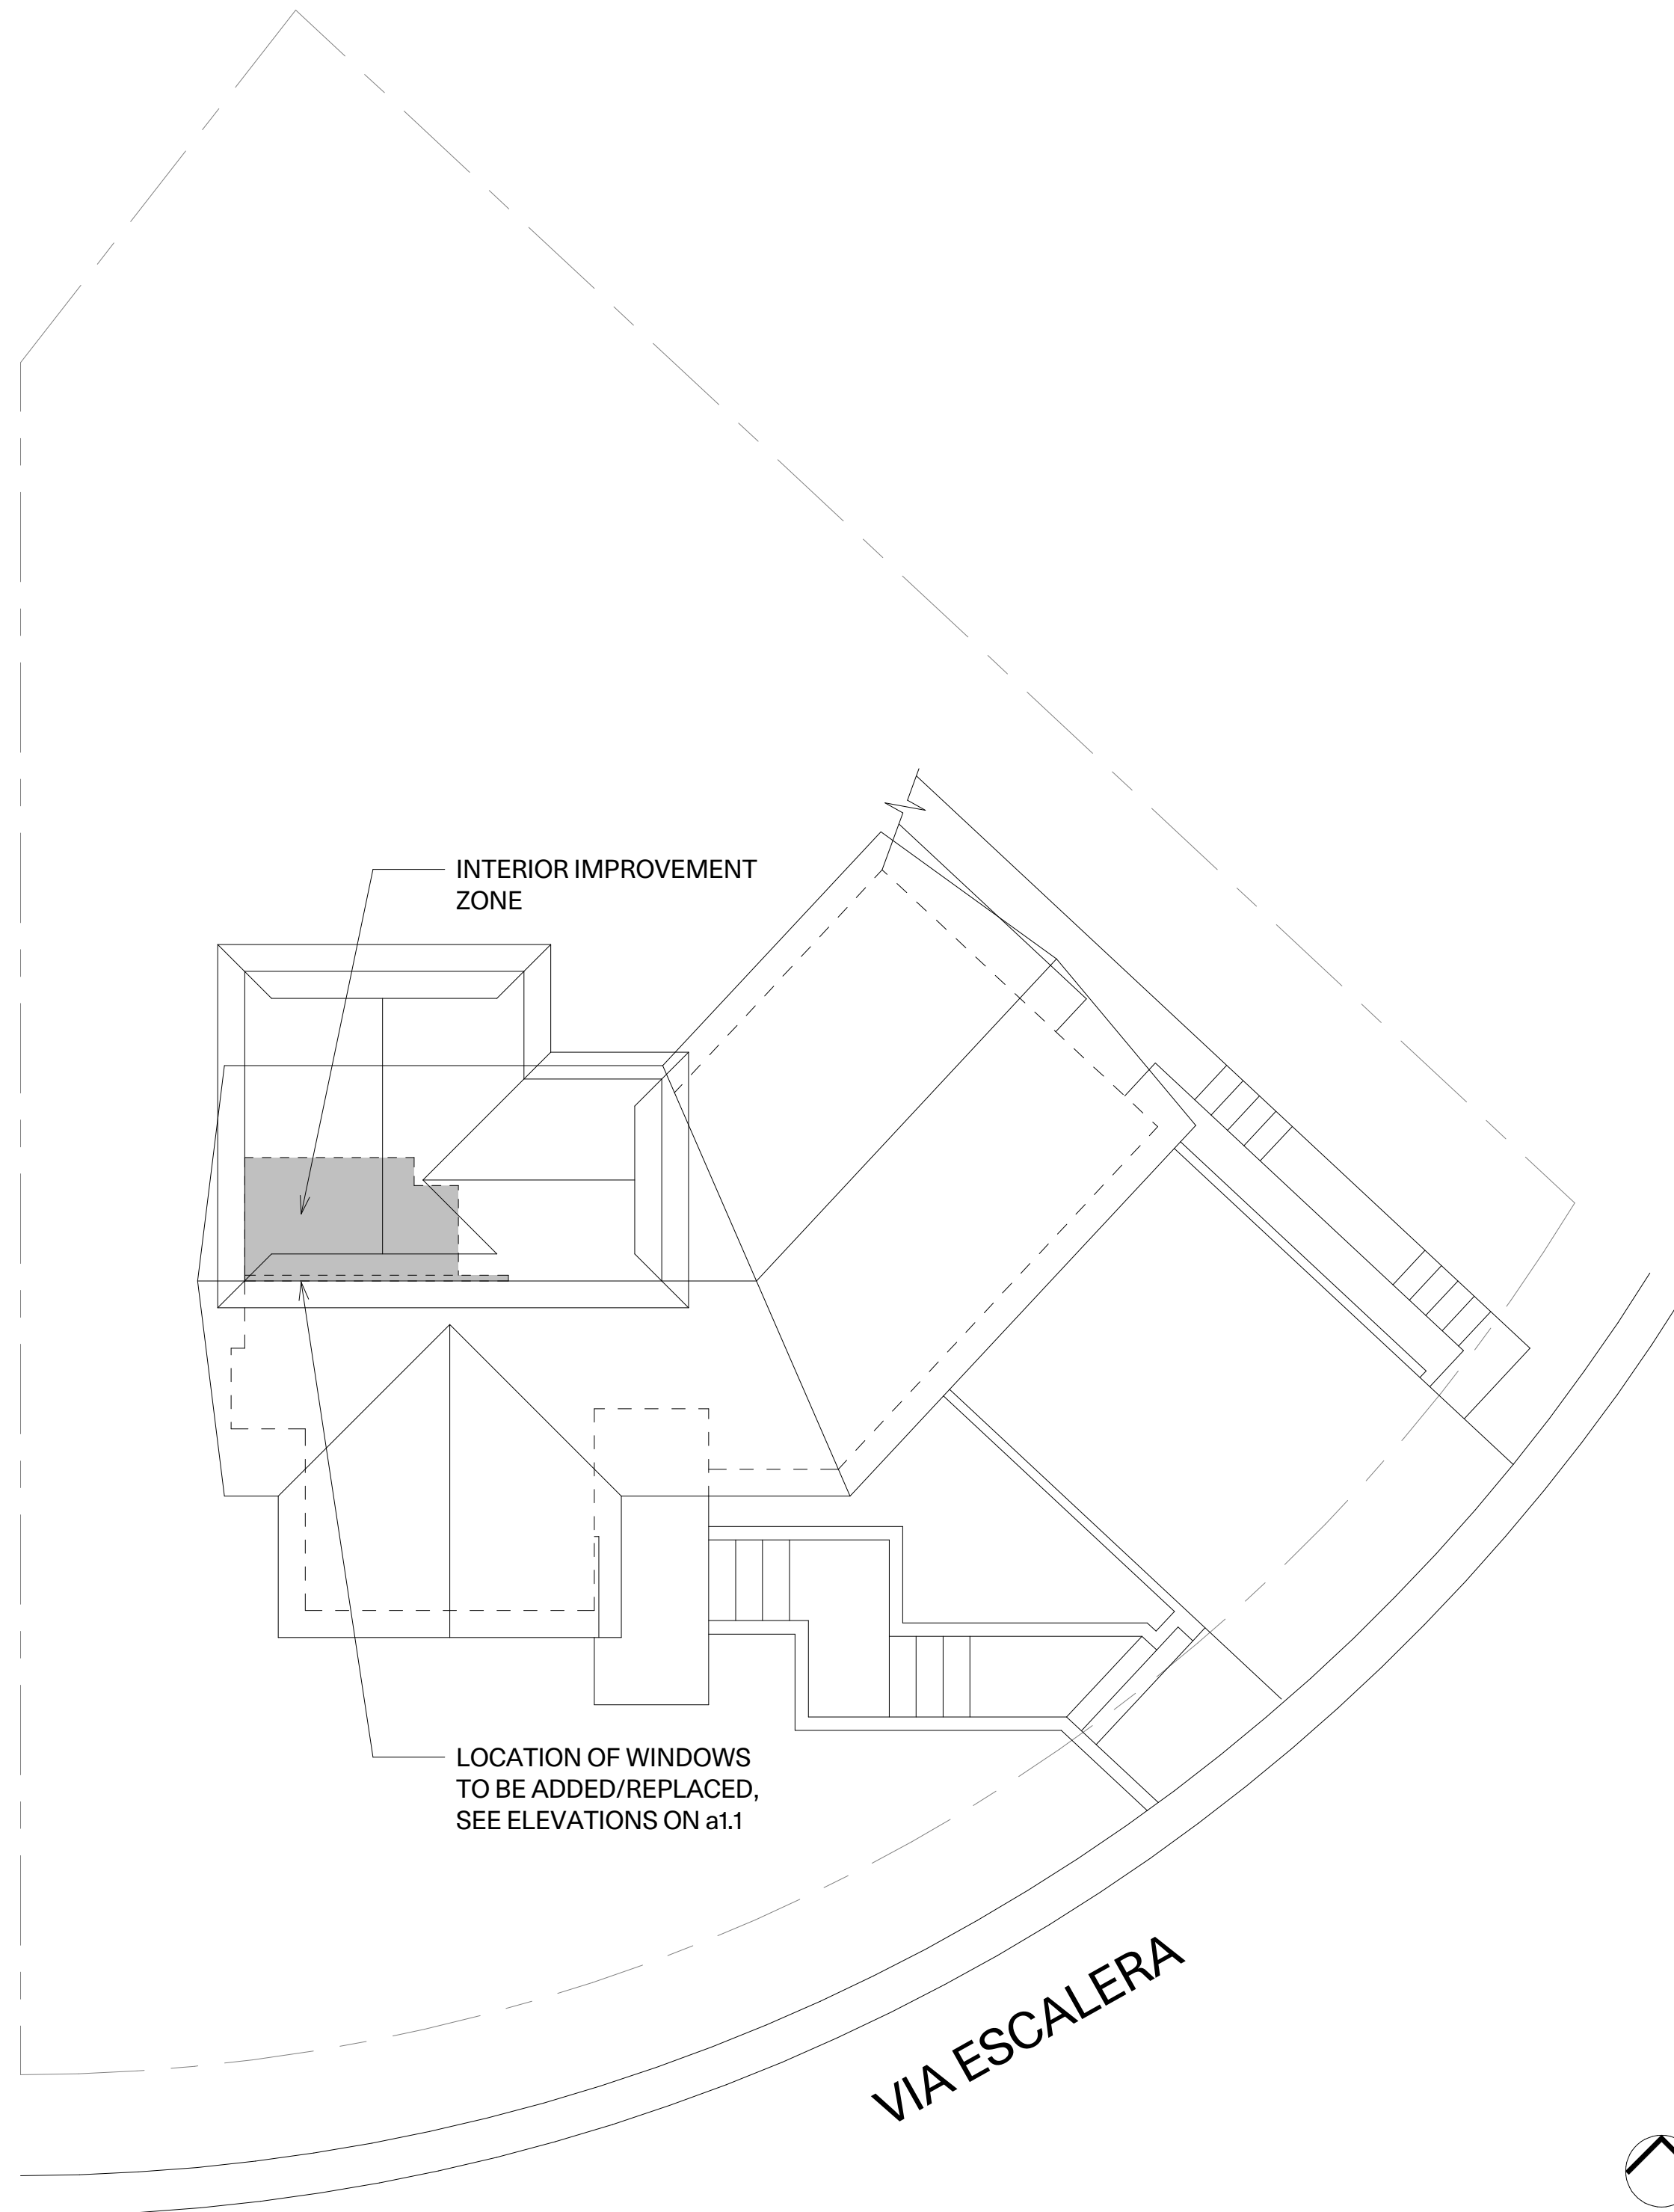 INTERIOR IMPROVEMENT
ZONE
LOCATION OF WINDOWS
TO BE ADDED/REPLACED,
SEE ELEVATIONS ON a1.1
VIA ESCALERA